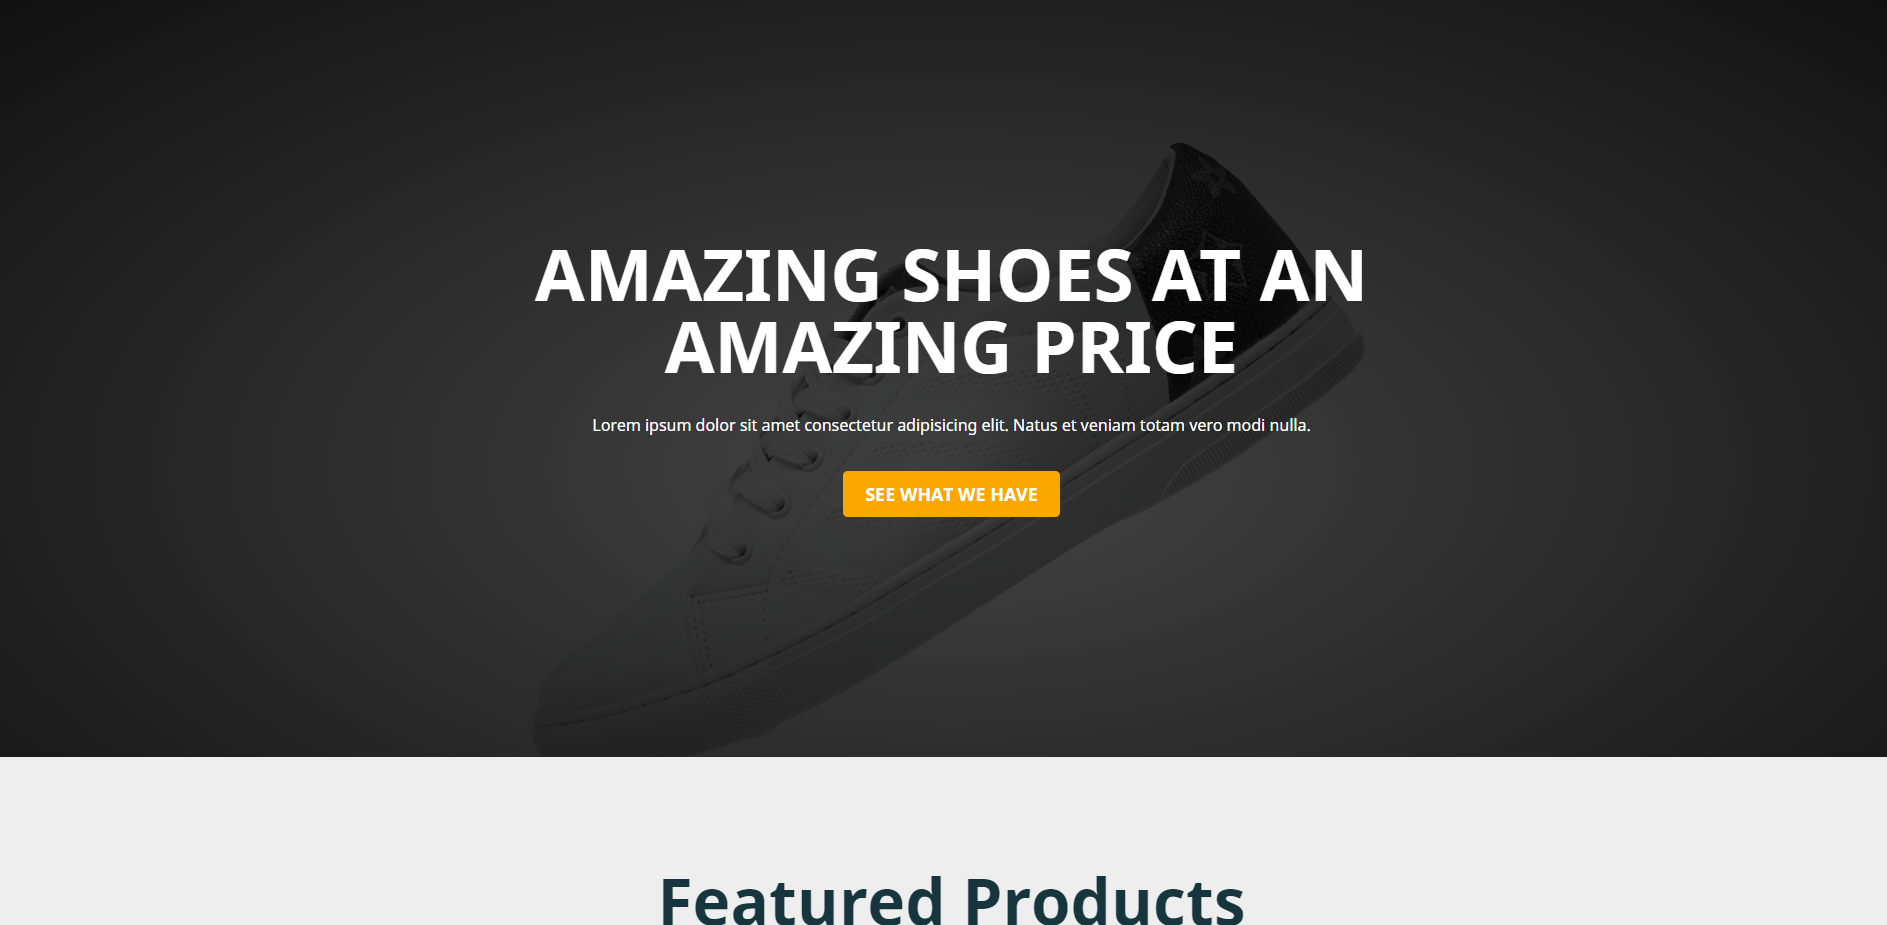 AMAZING SHOES AT AN
AMAZING PRICE
Lorem ipsum dolor sit amet consectetur adipisicing elit. Natus et veniam totam vero modi nulla.
SEE WHAT WE HAVE
Featured Products